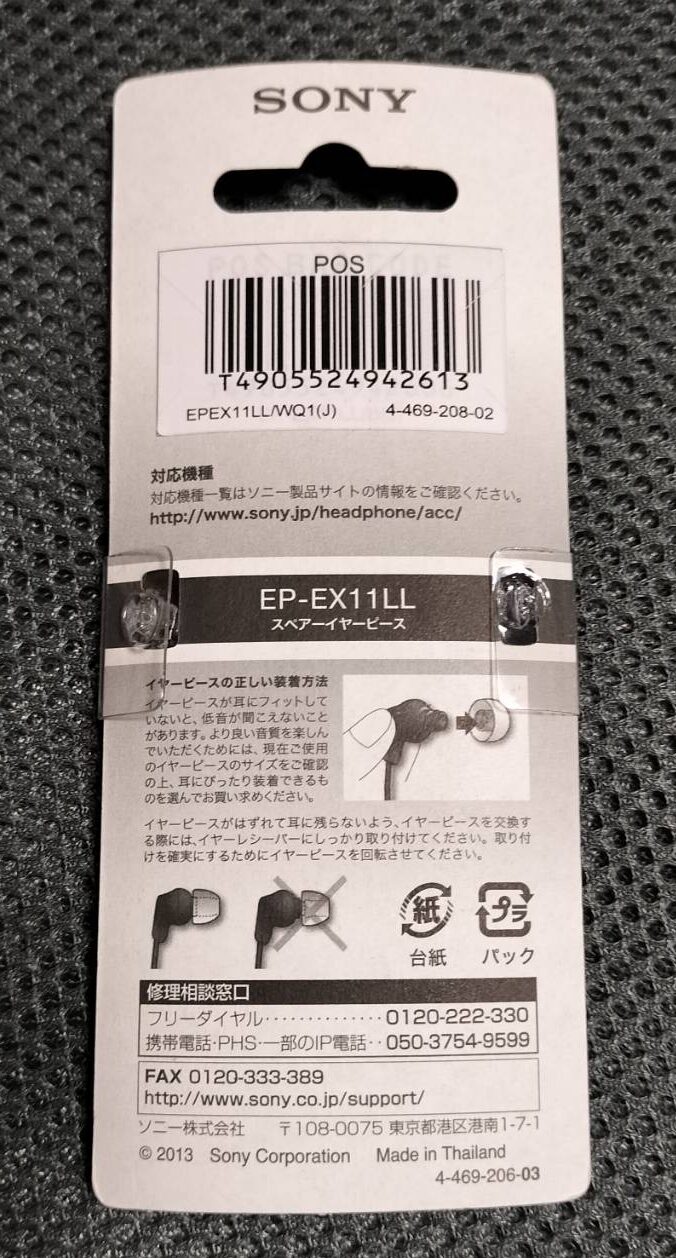 SONY
POS
T4905524942613
EPEX11LL/WQ1(J) 4-469-208-02
対応機種
対応機種一覧はソニー製品サイトの情報をご確認ください。
http://www.sony.jp/headphone/acc/
EP-EX11LL
スペアーイヤーピース
イヤーピースの正しい装着方法
イヤーピースが耳にフィットして
いないと、低音が聞こえないこと
があります。より良い音質を楽しん
でいただくためには、現在ご使用
のイヤーピースのサイズをご確認
の上、耳にぴったり装着できるも
のを選んでお買い求めください。
イヤーピースがはずれて耳に残らないよう、イヤーピースを交換す
る際には、イヤーレシーバーにしっかり取り付けてください。取り付
けを確実にするためにイヤーピースを回転させてください。
紙 プラ
台紙 パック
修理相談窓口
フリーダイヤル・・・・・・・・・・・・・・0120-222-330
携帯電話・PHS・一部のIP電話・・050-3754-9599
FAX 0120-333-389
http://www.sony.co.jp/support/
ソニー株式会社 〒108-0075 東京都港区港南1-7-1
© 2013 Sony Corporation Made in Thailand
4-469-206-03